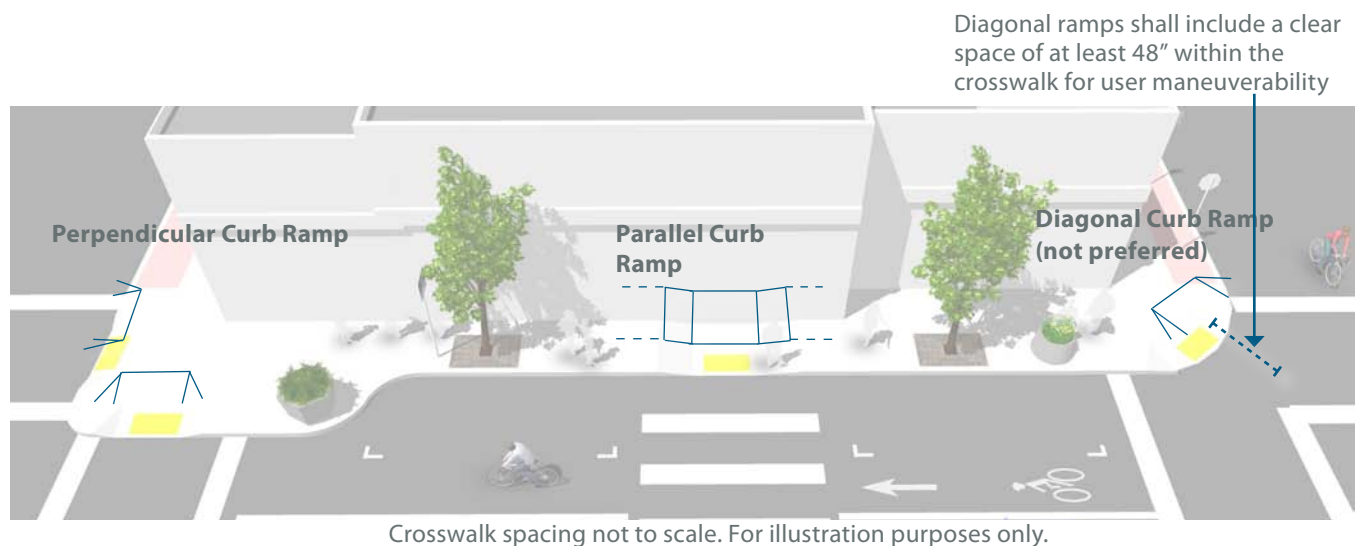 Diagonal ramps shall include a clear
space of at least 48” within the
crosswalk for user maneuverability
Perpendicular Curb Ramp
Parallel Curb
Ramp
Diagonal Curb Ramp
(not preferred)
Crosswalk spacing not to scale. For illustration purposes only.